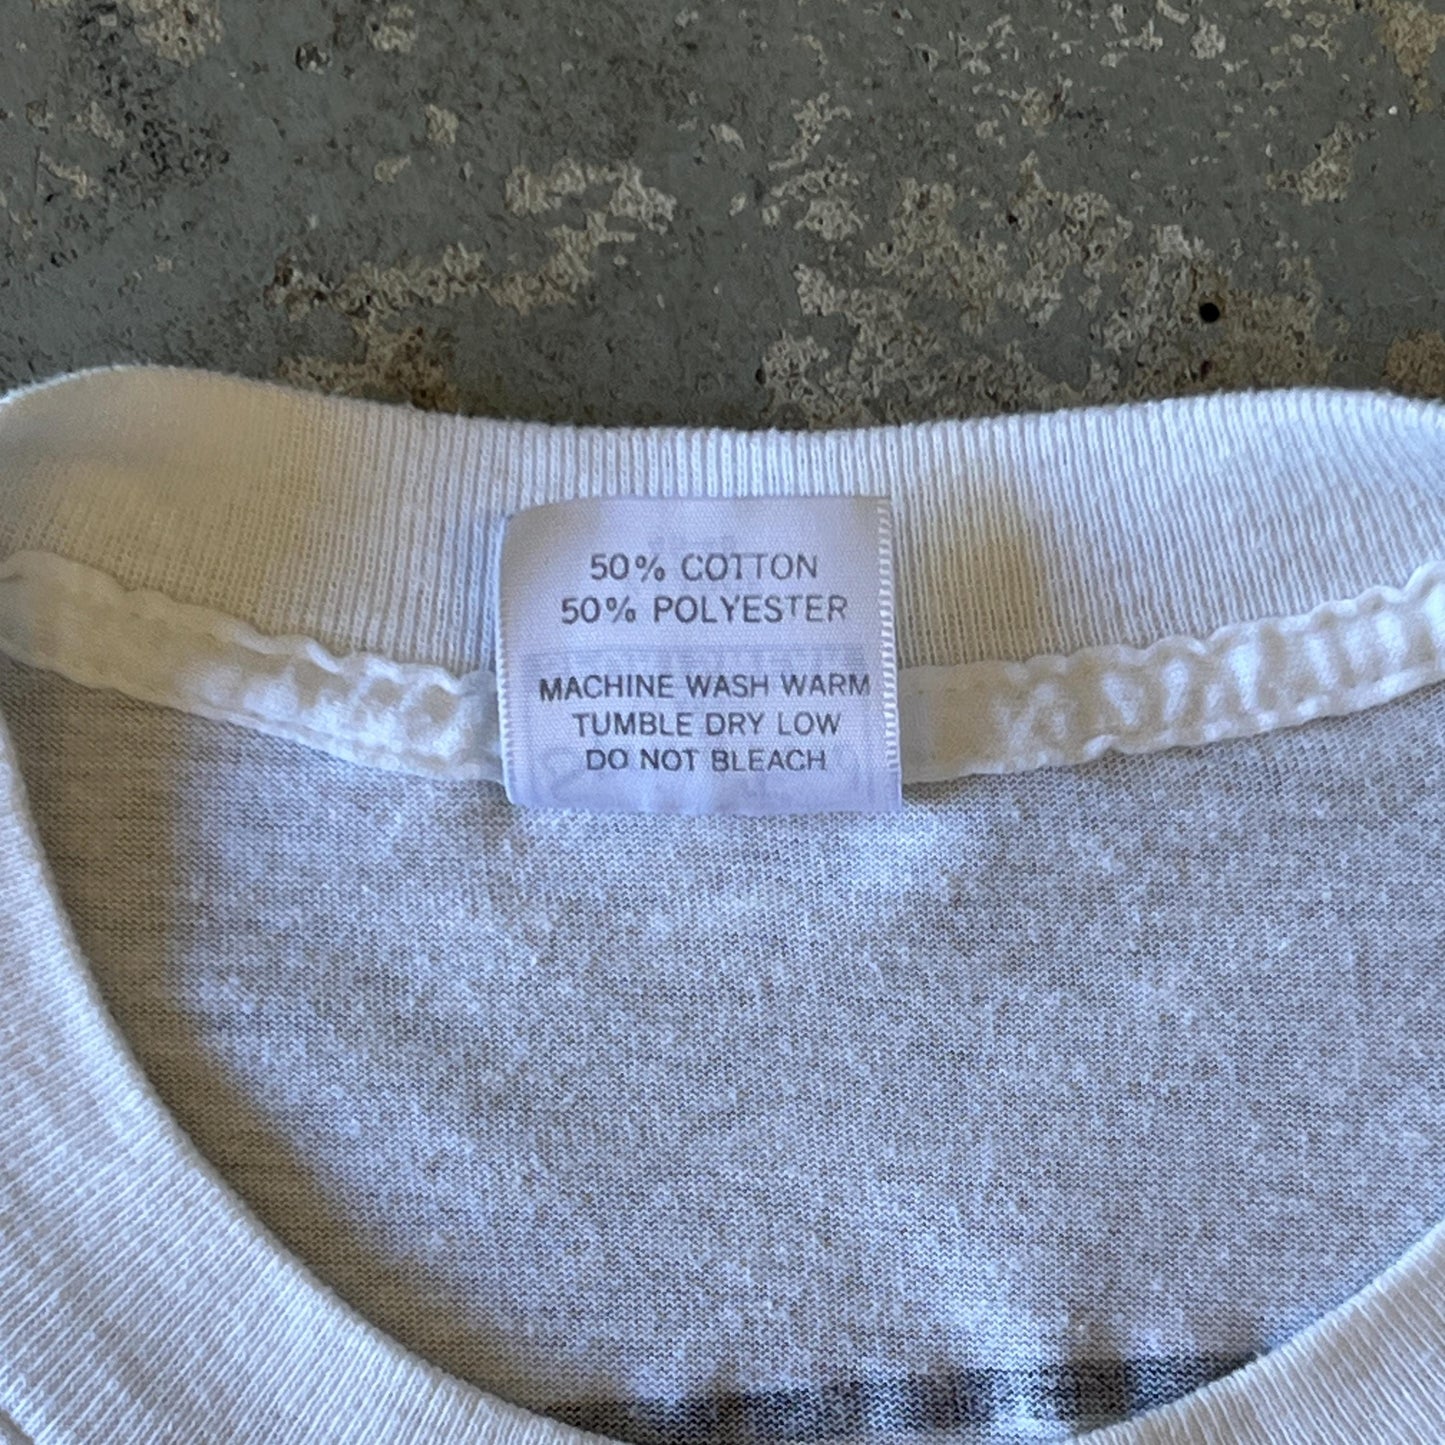 50% COTTON
50% POLYESTER
MACHINE WASH WARM
TUMBLE DRY LOW
DO NOT BLEACH